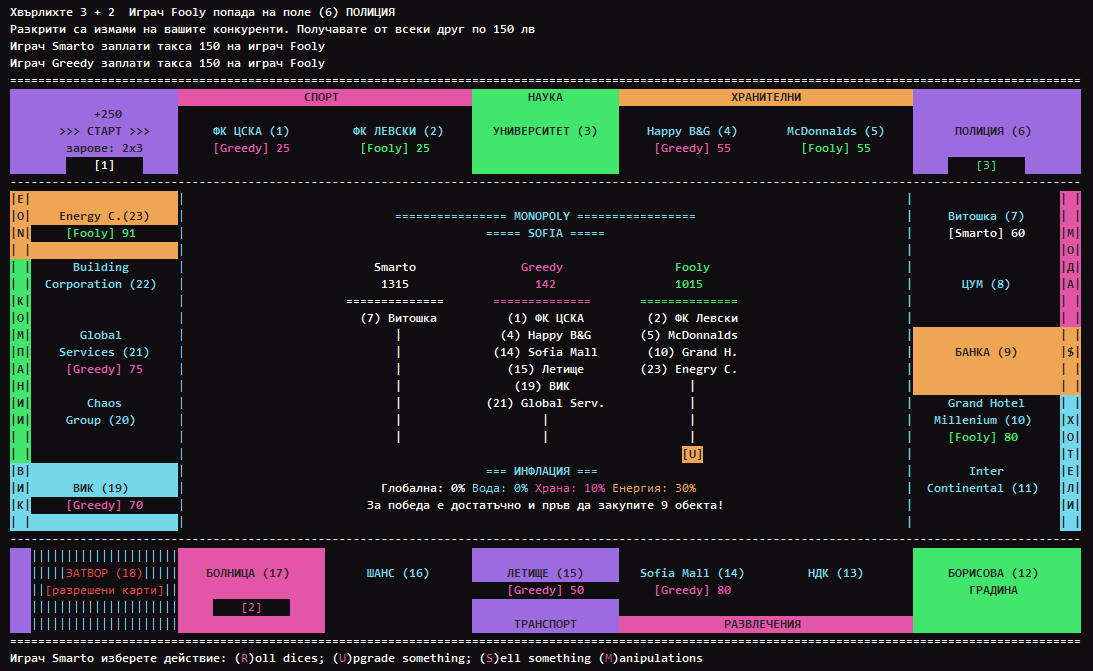 Хвърлихте 3 + 2  Играч Fooly попада на поле (6) ПОЛИЦИЯ
Разкрити са измами на вашите конкуренти. Получавате от всеки друг по 150 лв
Играч Smarto заплати такса 150 на играч Fooly
Играч Greedy заплати такса 150 на играч Fooly
СПОРТ НАУКА ХРАНИТЕЛНИ
+250
>>> СТАРТ >>> ФК ЦСКА (1) ФК ЛЕВСКИ (2) УНИВЕРСИТЕТ (3) Happy B&G (4) McDonnalds (5) ПОЛИЦИЯ (6)
зарове: 2x3 [Greedy] 25 [Fooly] 25 [Greedy] 55 [Fooly] 55
[1] [3]
|Е|
|О| Energy C.(23) ================ MONOPOLY ================= Витошка (7)
|N| [Fooly] 91 ===== SOFIA ===== [Smarto] 60 |М|
|О|
Building Smarto Greedy Fooly |Д|
Corporation (22) 1315 142 1015 ЦУМ (8) |А|
|К| ============== ============== ==============
|О| (7) Витошка (1) ФК ЦСКА (2) ФК Левски
|М| Global (4) Happy B&G (5) McDonnalds
|П| Services (21) (14) Sofia Mall (10) Grand H. БАНКА (9) |$|
|А| [Greedy] 75 (15) Летище (23) Enegry C.
|Н| (19) ВИК
|И| Chaos (21) Global Serv. Grand Hotel
|И| Group (20) Millenium (10) |Х|
[Fooly] 80 |О|
[U] |Т|
|В| === ИНФЛАЦИЯ === Inter |Е|
|И| ВИК (19) Глобална: 0% Вода: 0% Храна: 10% Енергия: 30% Continental (11) |Л|
|К| [Greedy] 70 За победа е достатъчно и пръв да закупите 9 обекта! |И|
ЗАТВОР (18) БОЛНИЦА (17) ШАНС (16) ЛЕТИЩЕ (15) Sofia Mall (14) НДК (13) БОРИСОВА (12)
[разрешени карти] [Greedy] 50 [Greedy] 80 ГРАДИНА
[2]
ТРАНСПОРТ РАЗВЛЕЧЕНИЯ
Играч Smarto изберете действие: (R)oll dices; (U)pgrade something; (S)ell something (M)anipulations